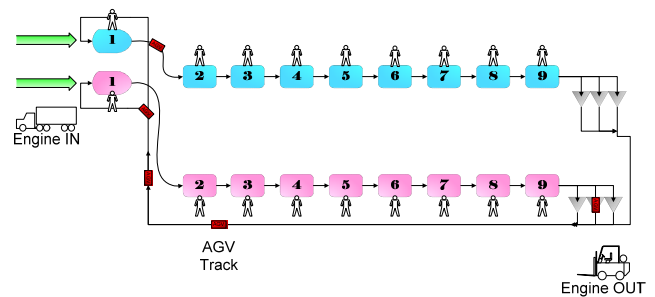 1
2 3 4 5 6 7 8 9
1
Engine IN
2 3 4 5 6 7 8 9
AGV
Track
Engine OUT